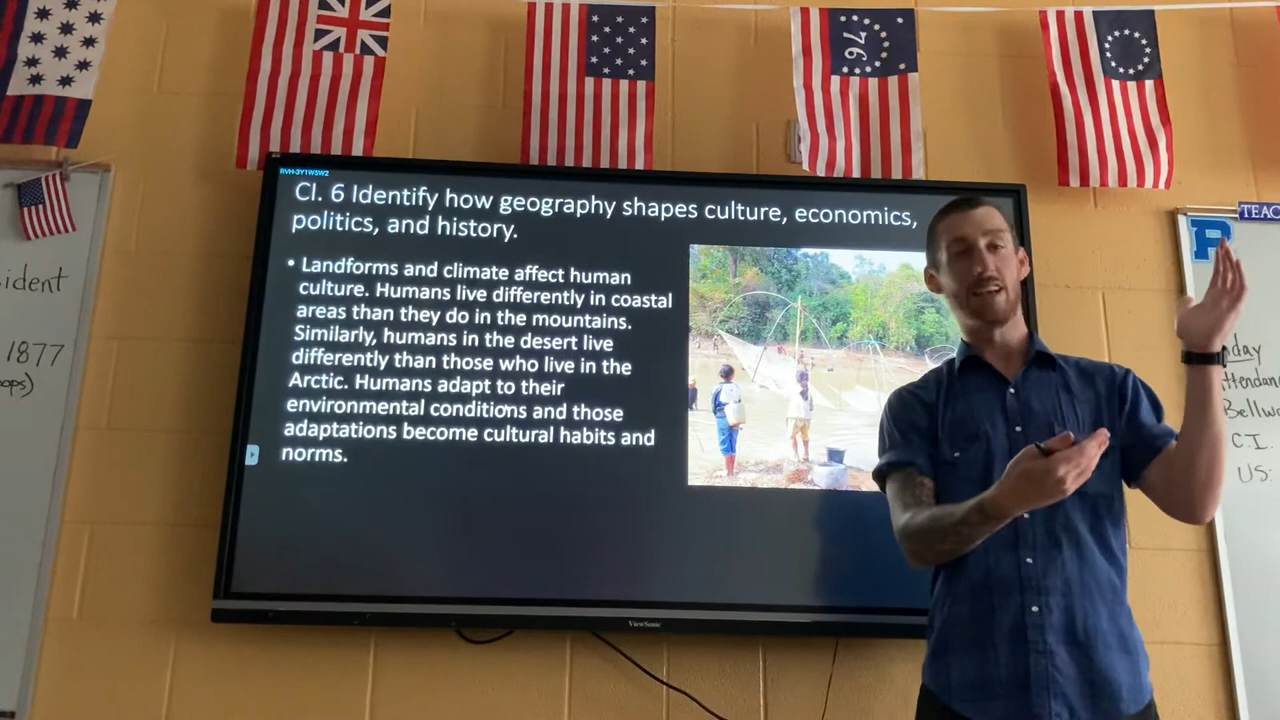 76
RVH-3Y1W5W2
CI. 6 Identify how geography shapes culture, economics,
politics, and history.
• Landforms and climate affect human
culture. Humans live differently in coastal
areas than they do in the mountains.
Similarly, humans in the desert live
differently than those who live in the
Arctic. Humans adapt to their
environmental conditions and those
adaptations become cultural habits and
norms.
ViewSonic
ident
1877
ops)
TEAC
P
day
ttendan
Bellw
C.I.
US: